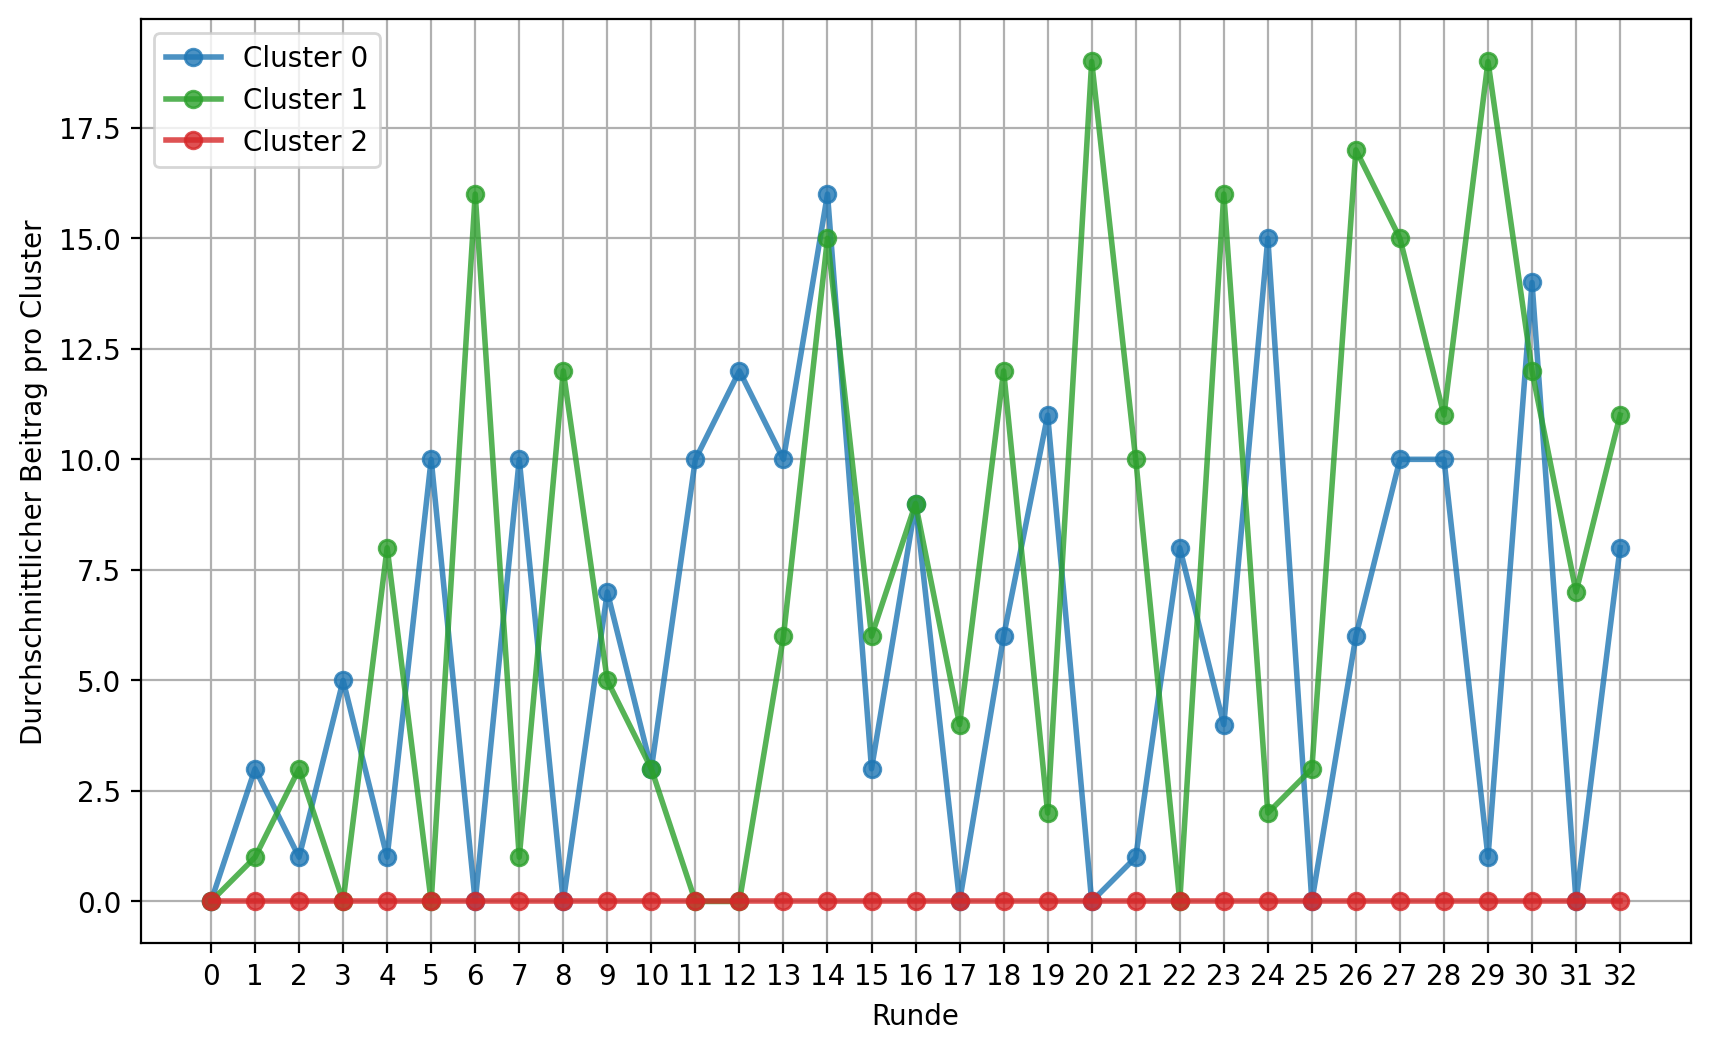 Cluster 0
Cluster 1
Cluster 2
17.5
15.0
12.5
10.0
7.5
5.0
2.5
0.0
Durchschnittlicher Beitrag pro Cluster
0 1 2 3 4 5 6 7 8 9 10 11 12 13 14 15 16 17 18 19 20 21 22 23 24 25 26 27 28 29 30 31 32
Runde